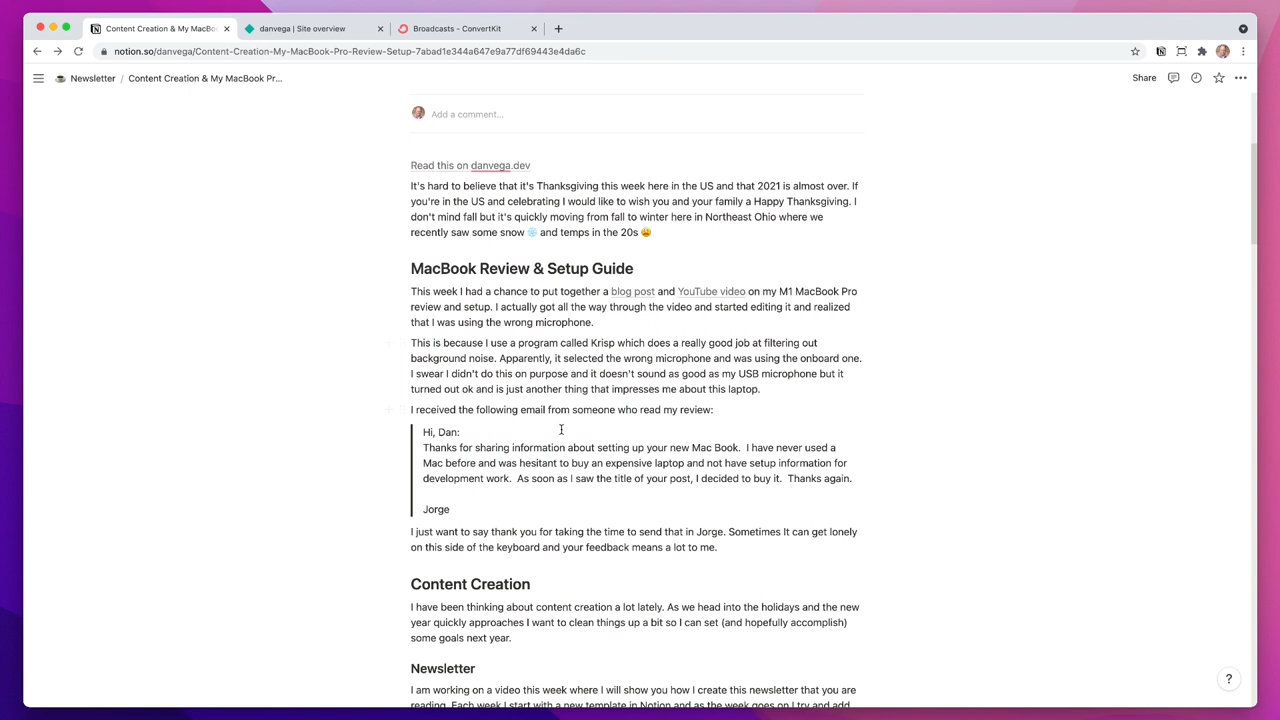 Content Creation & My MacBo
danvega | Site overview
Broadcasts - ConvertKit
notion.so/danvega/Content-Creation-My-MacBook-Pro-Review-Setup-7abad1e344a647e9a77df69443e4da6c
Newsletter / Content Creation & My MacBook Pr...
Share
Add a comment...
Read this on danvega.dev
It's hard to believe that it's Thanksgiving this week here in the US and that 2021 is almost over. If
you're in the US and celebrating I would like to wish you and your family a Happy Thanksgiving. I
don't mind fall but it's quickly moving from fall to winter here in Northeast Ohio where we
recently saw some snow ❄️ and temps in the 20s 😩
MacBook Review & Setup Guide
This week I had a chance to put together a blog post and YouTube video on my M1 MacBook Pro
review and setup. I actually got all the way through the video and started editing it and realized
that I was using the wrong microphone.
This is because I use a program called Krisp which does a really good job at filtering out
background noise. Apparently, it selected the wrong microphone and was using the onboard one.
I swear I didn't do this on purpose and it doesn't sound as good as my USB microphone but it
turned out ok and is just another thing that impresses me about this laptop.
I received the following email from someone who read my review:
Hi, Dan:
Thanks for sharing information about setting up your new Mac Book.  I have never used a
Mac before and was hesitant to buy an expensive laptop and not have setup information for
development work.  As soon as I saw the title of your post, I decided to buy it.  Thanks again.
Jorge
I just want to say thank you for taking the time to send that in Jorge. Sometimes It can get lonely
on this side of the keyboard and your feedback means a lot to me.
Content Creation
I have been thinking about content creation a lot lately. As we head into the holidays and the new
year quickly approaches I want to clean things up a bit so I can set (and hopefully accomplish)
some goals next year.
Newsletter
I am working on a video this week where I will show you how I create this newsletter that you are
reading. Each week I start with a new template in Notion and as the week goes on I try and add
?